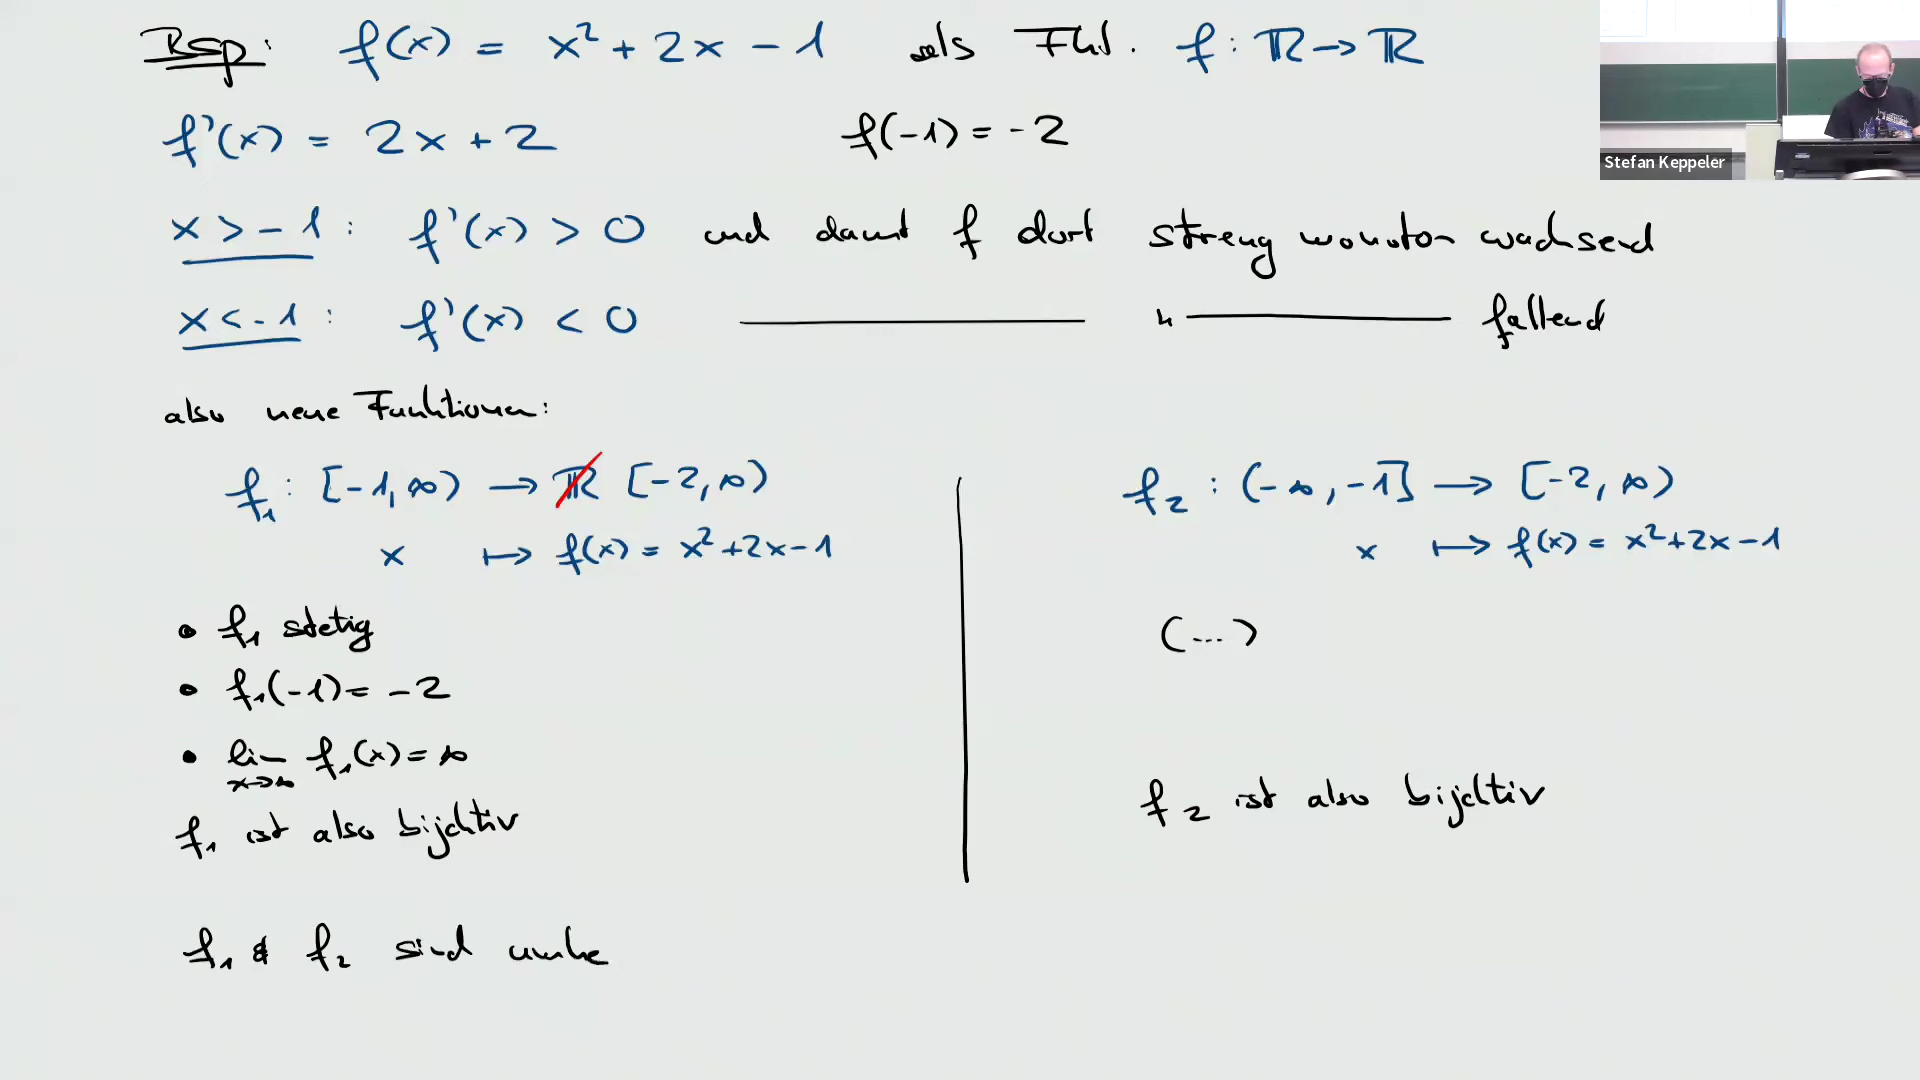 Bsp: f(x) = x² + 2x - 1 als Fkt. f: ℝ → ℝ
Stefan Keppeler
f'(x) = 2x + 2 f(-1) = -2
x > -1 : f'(x) > 0 und damit f dort streng monoton wachsend
x < -1 : f'(x) < 0 ——— " ——— fallend
also neue Funktionen:
f₁ : [-1, ∞) → ℝ [-2, ∞)
x ↦ f(x) = x² + 2x - 1
• f₁ stetig
• f₁(-1) = -2
• lim f₁(x) = ∞
x→∞
f₁ ist also bijektiv
f₂ : (-∞, -1] → [-2, ∞)
x ↦ f(x) = x² + 2x - 1
(...)
f₂ ist also bijektiv
f₁ & f₂ sind umke